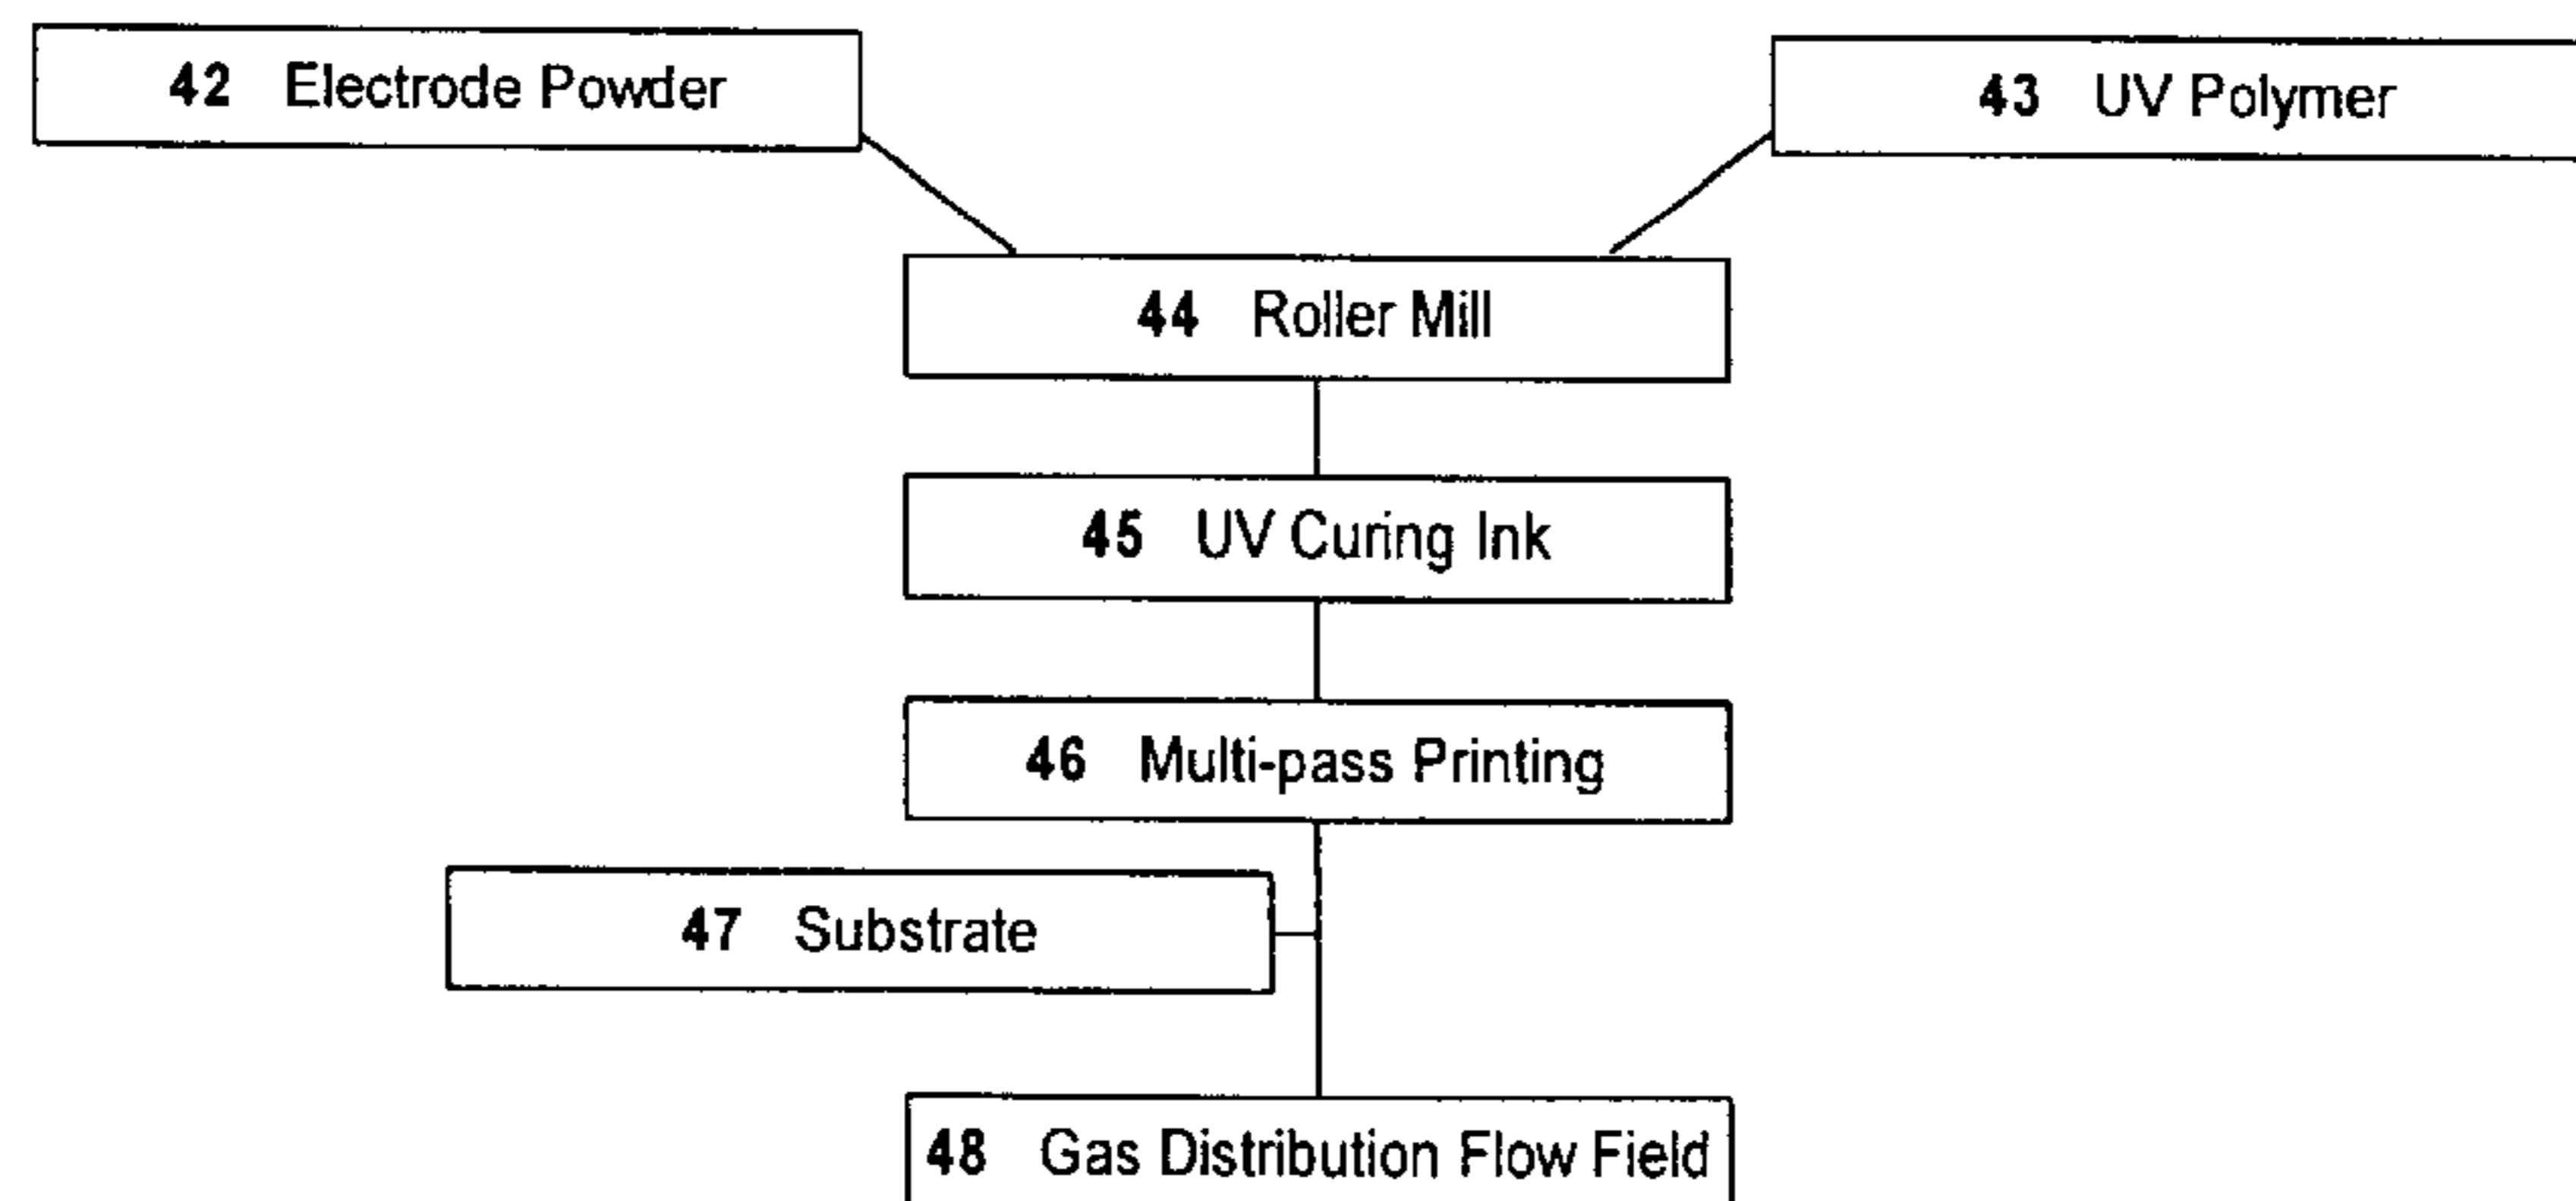 42 Electrode Powder
43 UV Polymer
44 Roller Mill
45 UV Curing Ink
46 Multi-pass Printing
47 Substrate
48 Gas Distribution Flow Field